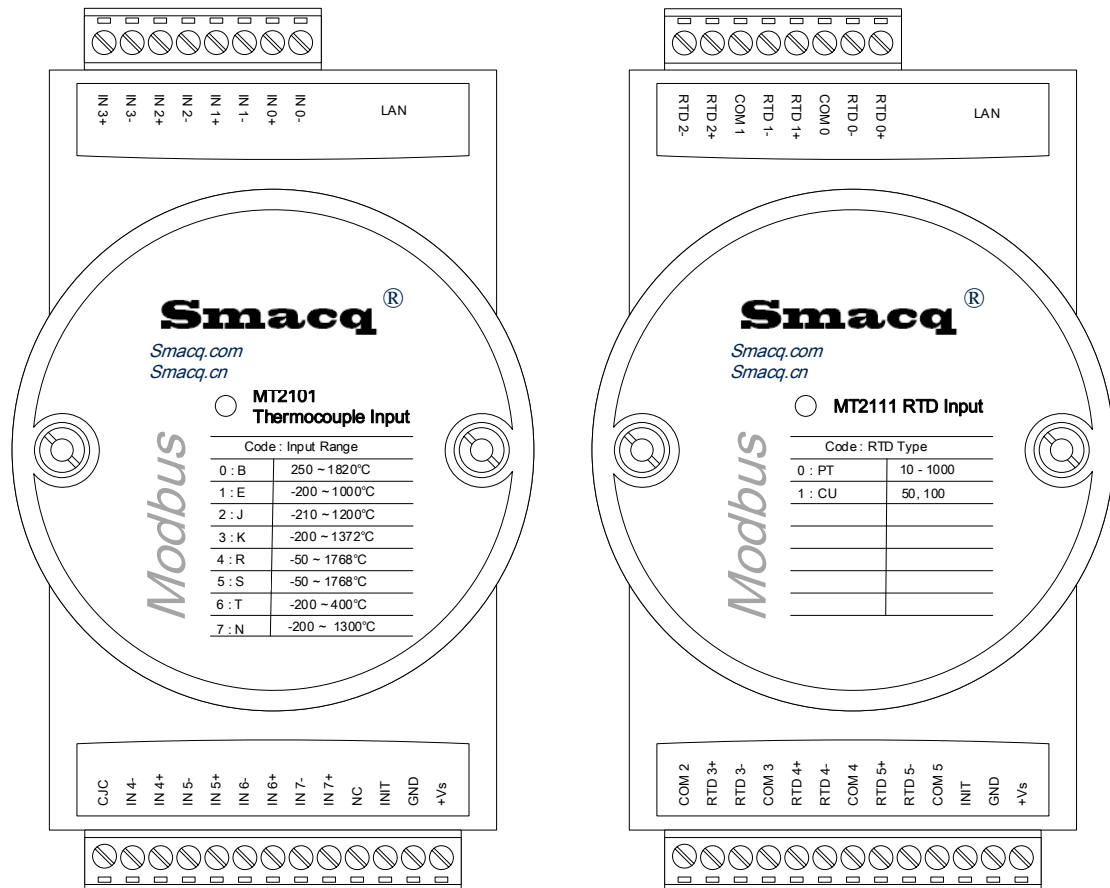 IN 3+
IN 3-
IN 2+
IN 2-
IN 1+
IN 1-
IN 0+
IN 0-
LAN
Smacq ®
Smacq.com
Smacq.cn
MT2101
Thermocouple Input
Modbus
Code : Input Range
0 : B 250 ~ 1820°C
1 : E -200 ~ 1000°C
2 : J -210 ~ 1200°C
3 : K -200 ~ 1372°C
4 : R -50 ~ 1768°C
5 : S -50 ~ 1768°C
6 : T -200 ~ 400°C
7 : N -200 ~ 1300°C
CJC
IN 4-
IN 4+
IN 5-
IN 5+
IN 6-
IN 6+
IN 7-
IN 7+
NC
INIT
GND
+Vs
RTD 2-
RTD 2+
COM 1
RTD 1-
RTD 1+
COM 0
RTD 0-
RTD 0+
LAN
Smacq ®
Smacq.com
Smacq.cn
MT2111 RTD Input
Modbus
Code : RTD Type
0 : PT 10 - 1000
1 : CU 50, 100
COM 2
RTD 3+
RTD 3-
COM 3
RTD 4+
RTD 4-
COM 4
RTD 5+
RTD 5-
COM 5
INIT
GND
+Vs